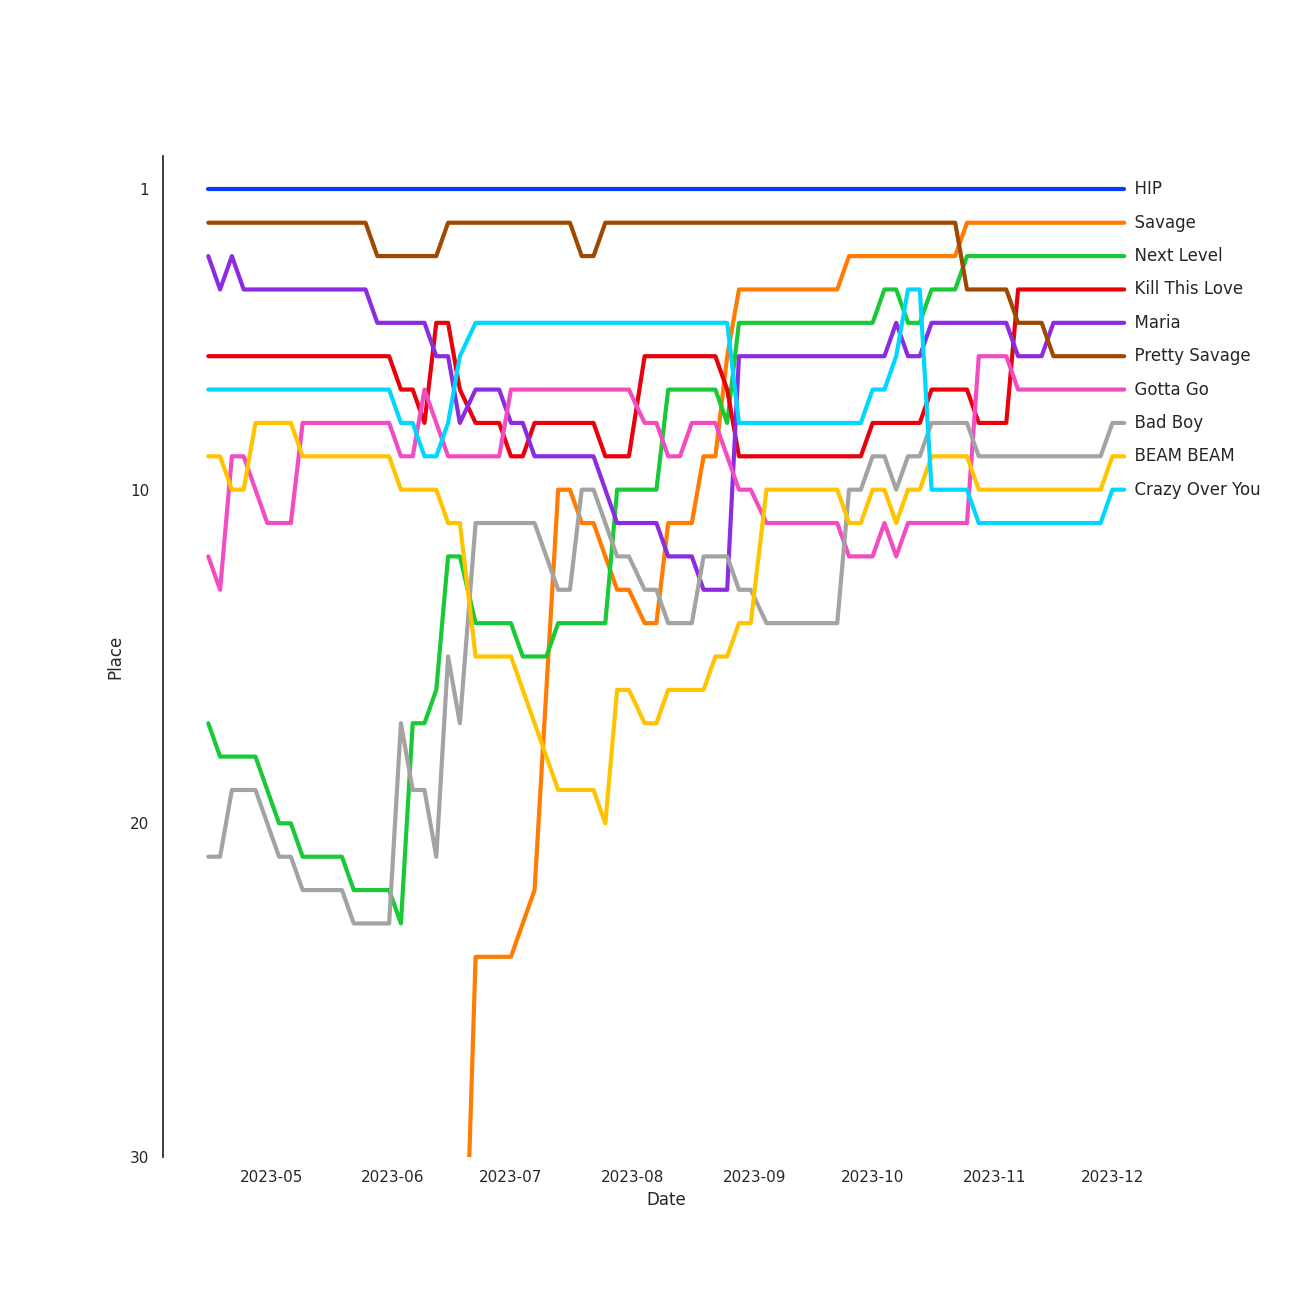 1
10
20
30
Place
2023-05
2023-06
2023-07
2023-08
2023-09
2023-10
2023-11
2023-12
Date
HIP
Savage
Next Level
Kill This Love
Maria
Pretty Savage
Gotta Go
Bad Boy
BEAM BEAM
Crazy Over You